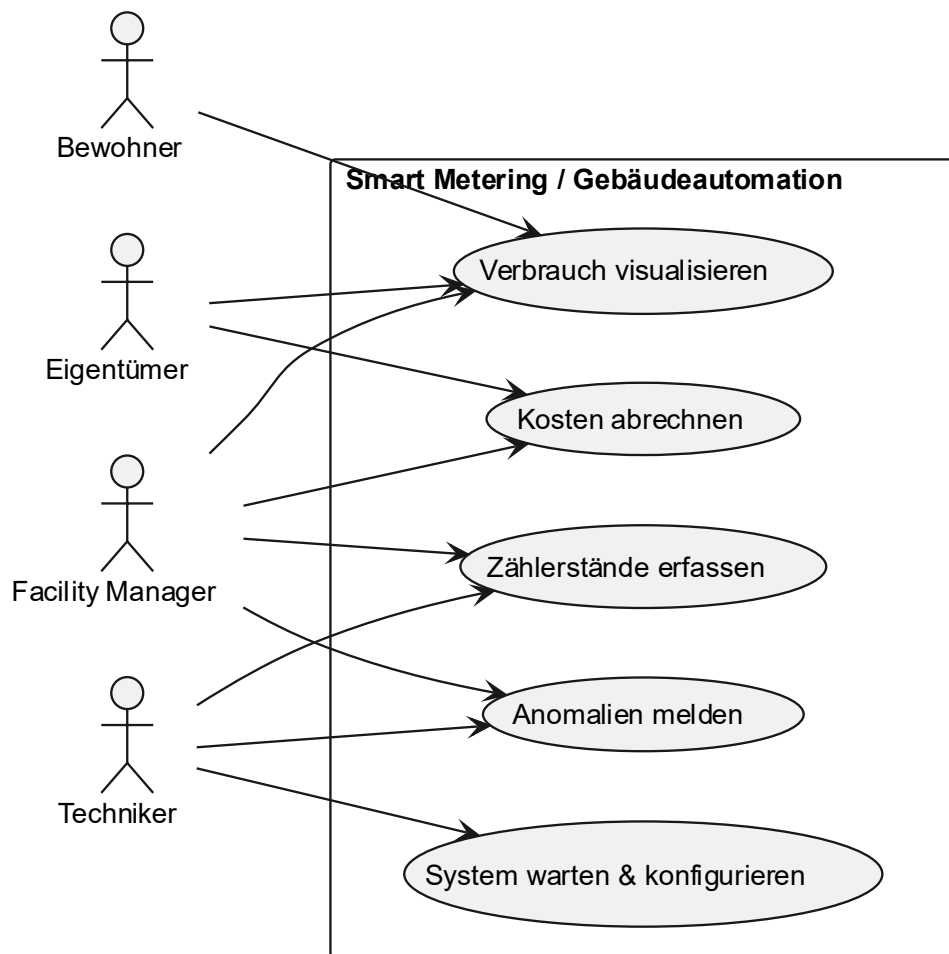 Bewohner
Smart Metering / Gebäudeautomation
Verbrauch visualisieren
Eigentümer
Kosten abrechnen
Zählerstände erfassen
Facility Manager
Anomalien melden
Techniker
System warten & konfigurieren